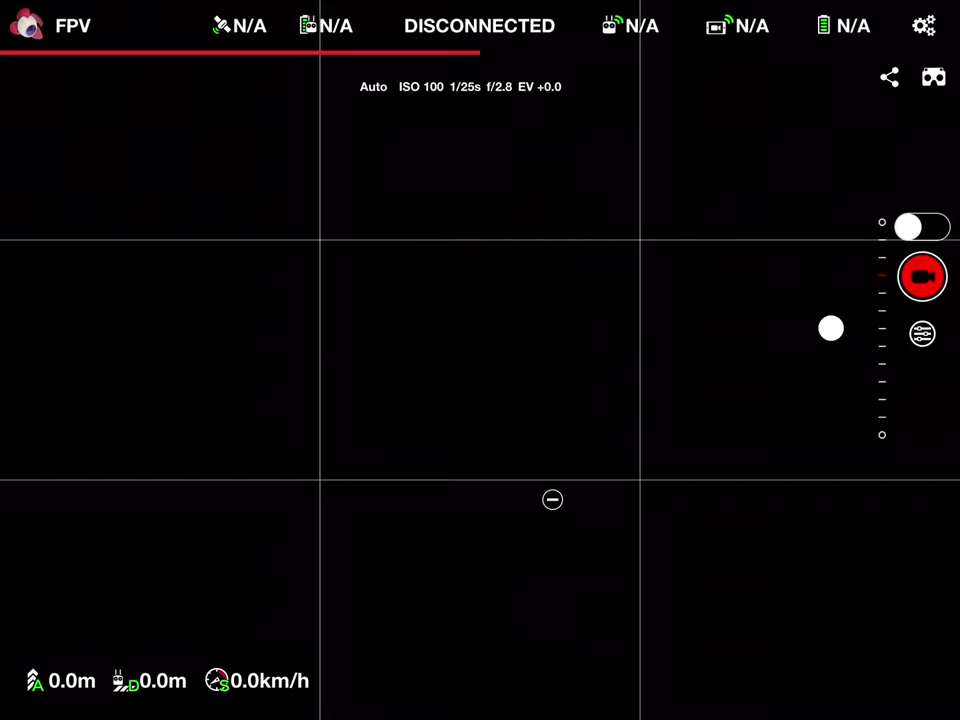 FPV N/A N/A DISCONNECTED N/A N/A N/A
Auto ISO 100 1/25s f/2.8 EV +0.0
A 0.0m D 0.0m S 0.0km/h